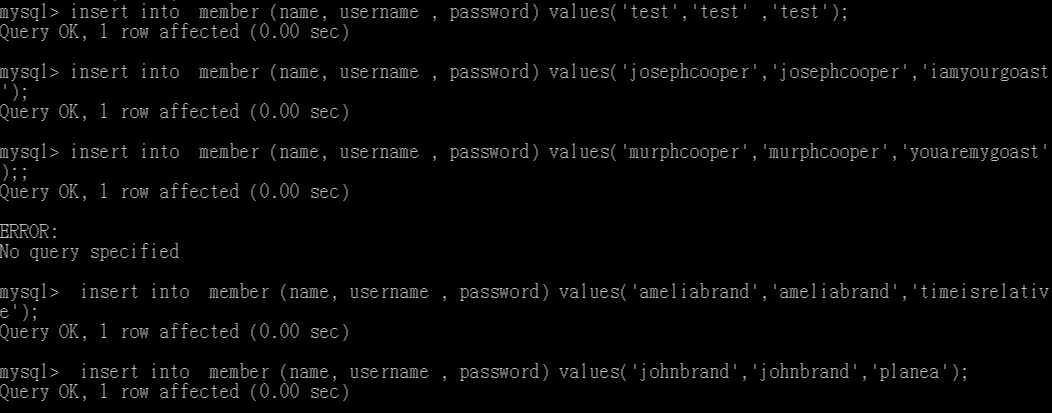 mysql> insert into  member (name, username , password) values('test','test' ,'test');
Query OK, 1 row affected (0.00 sec)
mysql> insert into  member (name, username , password) values('josephcooper','josephcooper','iamyourgoast
');
Query OK, 1 row affected (0.00 sec)
mysql> insert into  member (name, username , password) values('murphcooper','murphcooper','youaremygoast'
);;
Query OK, 1 row affected (0.00 sec)
ERROR:
No query specified
mysql>  insert into  member (name, username , password) values('ameliabrand','ameliabrand','timeisrelativ
e');
Query OK, 1 row affected (0.00 sec)
mysql>  insert into  member (name, username , password) values('johnbrand','johnbrand','planea');
Query OK, 1 row affected (0.00 sec)